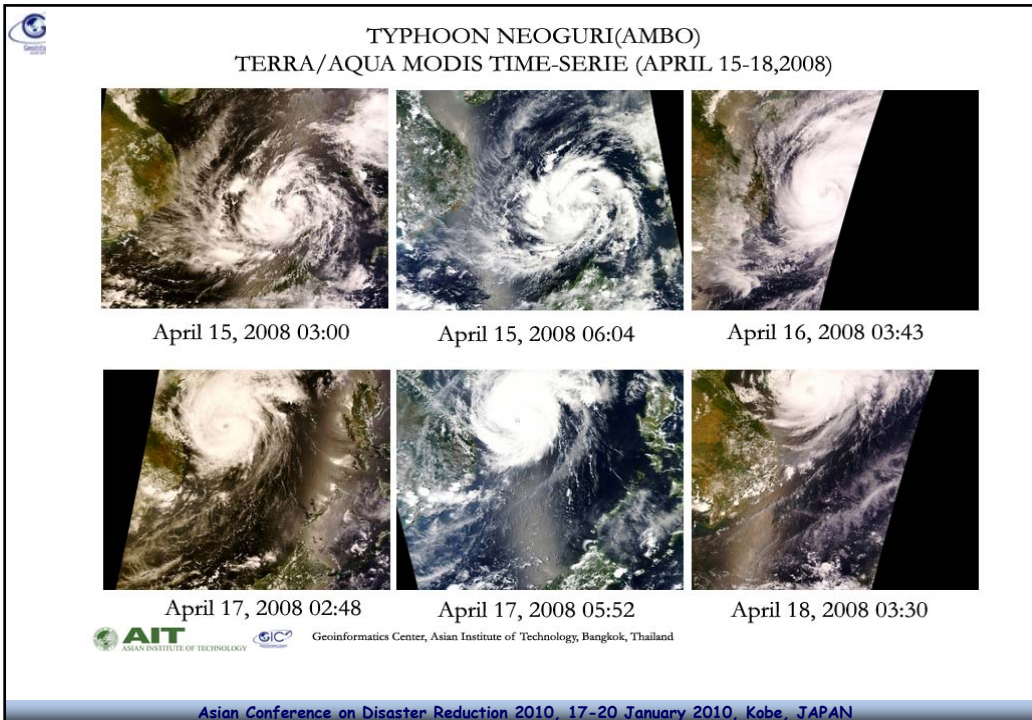 TYPHOON NEOGURI(AMBO)
TERRA/AQUA MODIS TIME-SERIE (APRIL 15-18,2008)
April 15, 2008 03:00
April 15, 2008 06:04
April 16, 2008 03:43
April 17, 2008 02:48
April 17, 2008 05:52
April 18, 2008 03:30
AIT
ASIAN INSTITUTE OF TECHNOLOGY
GIC
Geoinformatics Center, Asian Institute of Technology, Bangkok, Thailand
Asian Conference on Disaster Reduction 2010, 17-20 January 2010, Kobe, JAPAN